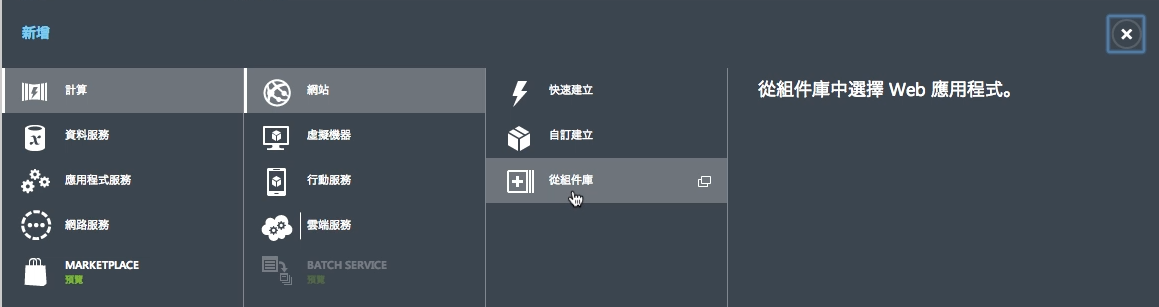 新增
計算
資料服務
應用程式服務
網路服務
MARKETPLACE
預覽
網站
虛擬機器
行動服務
雲端服務
BATCH SERVICE
預覽
快速建立
自訂建立
從組件庫
從組件庫中選擇 Web 應用程式。